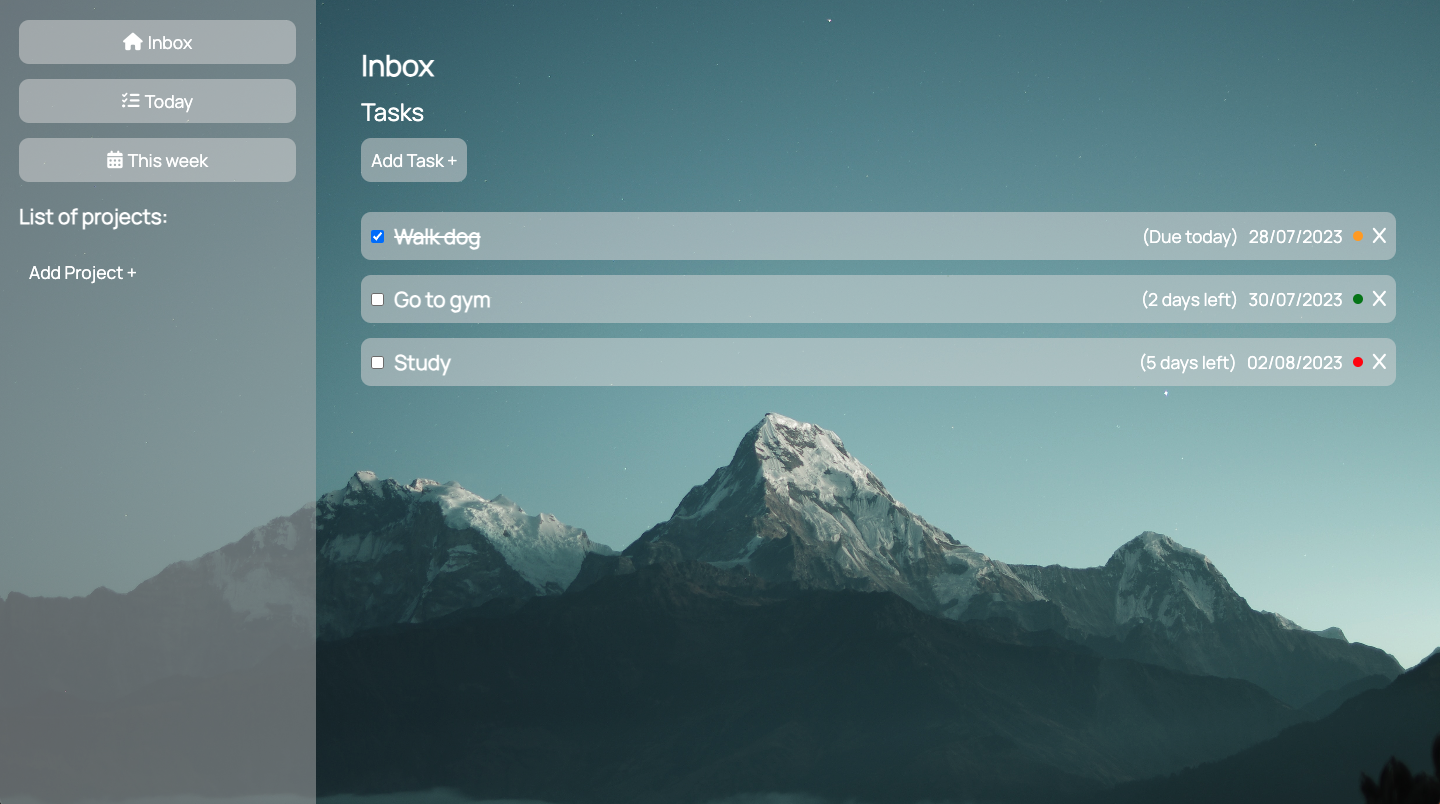 Inbox
Today
This week
List of projects:
Add Project +
Inbox
Tasks
Add Task +
Walk dog (Due today) 28/07/2023 X
Go to gym (2 days left) 30/07/2023 X
Study (5 days left) 02/08/2023 X